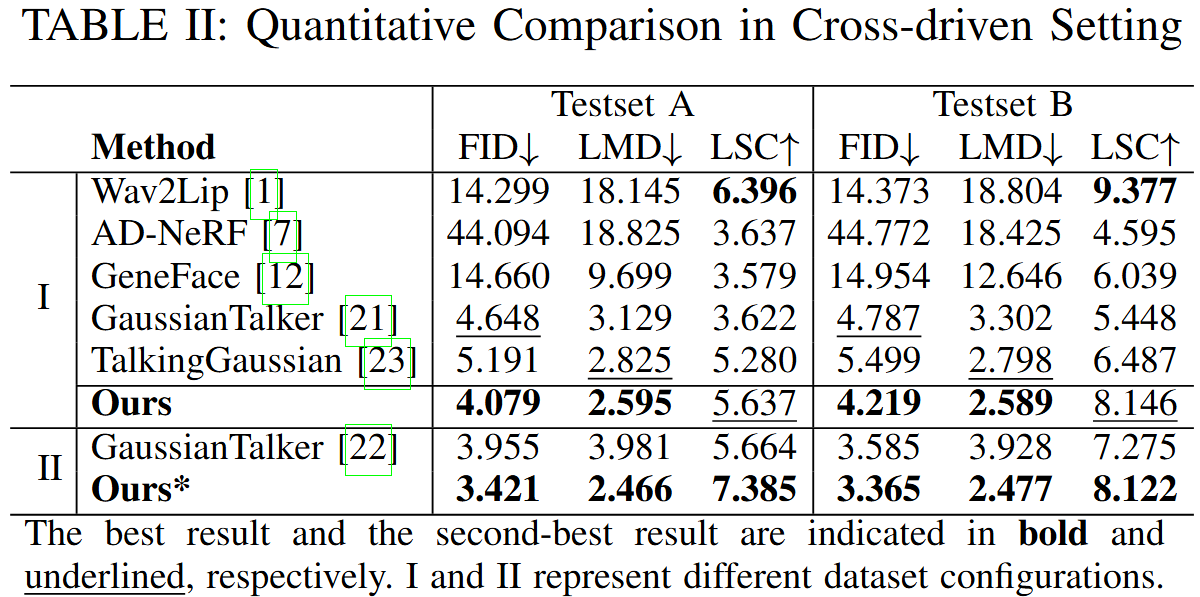 TABLE II: Quantitative Comparison in Cross-driven Setting
Testset A Testset B
Method FID↓ LMD↓ LSC↑ FID↓ LMD↓ LSC↑
I
Wav2Lip [1] 14.299 18.145 6.396 14.373 18.804 9.377
AD-NeRF [7] 44.094 18.825 3.637 44.772 18.425 4.595
GeneFace [12] 14.660 9.699 3.579 14.954 12.646 6.039
GaussianTalker [21] 4.648 3.129 3.622 4.787 3.302 5.448
TalkingGaussian [23] 5.191 2.825 5.280 5.499 2.798 6.487
Ours 4.079 2.595 5.637 4.219 2.589 8.146
II
GaussianTalker [22] 3.955 3.981 5.664 3.585 3.928 7.275
Ours* 3.421 2.466 7.385 3.365 2.477 8.122
The best result and the second-best result are indicated in bold and
underlined, respectively. I and II represent different dataset configurations.